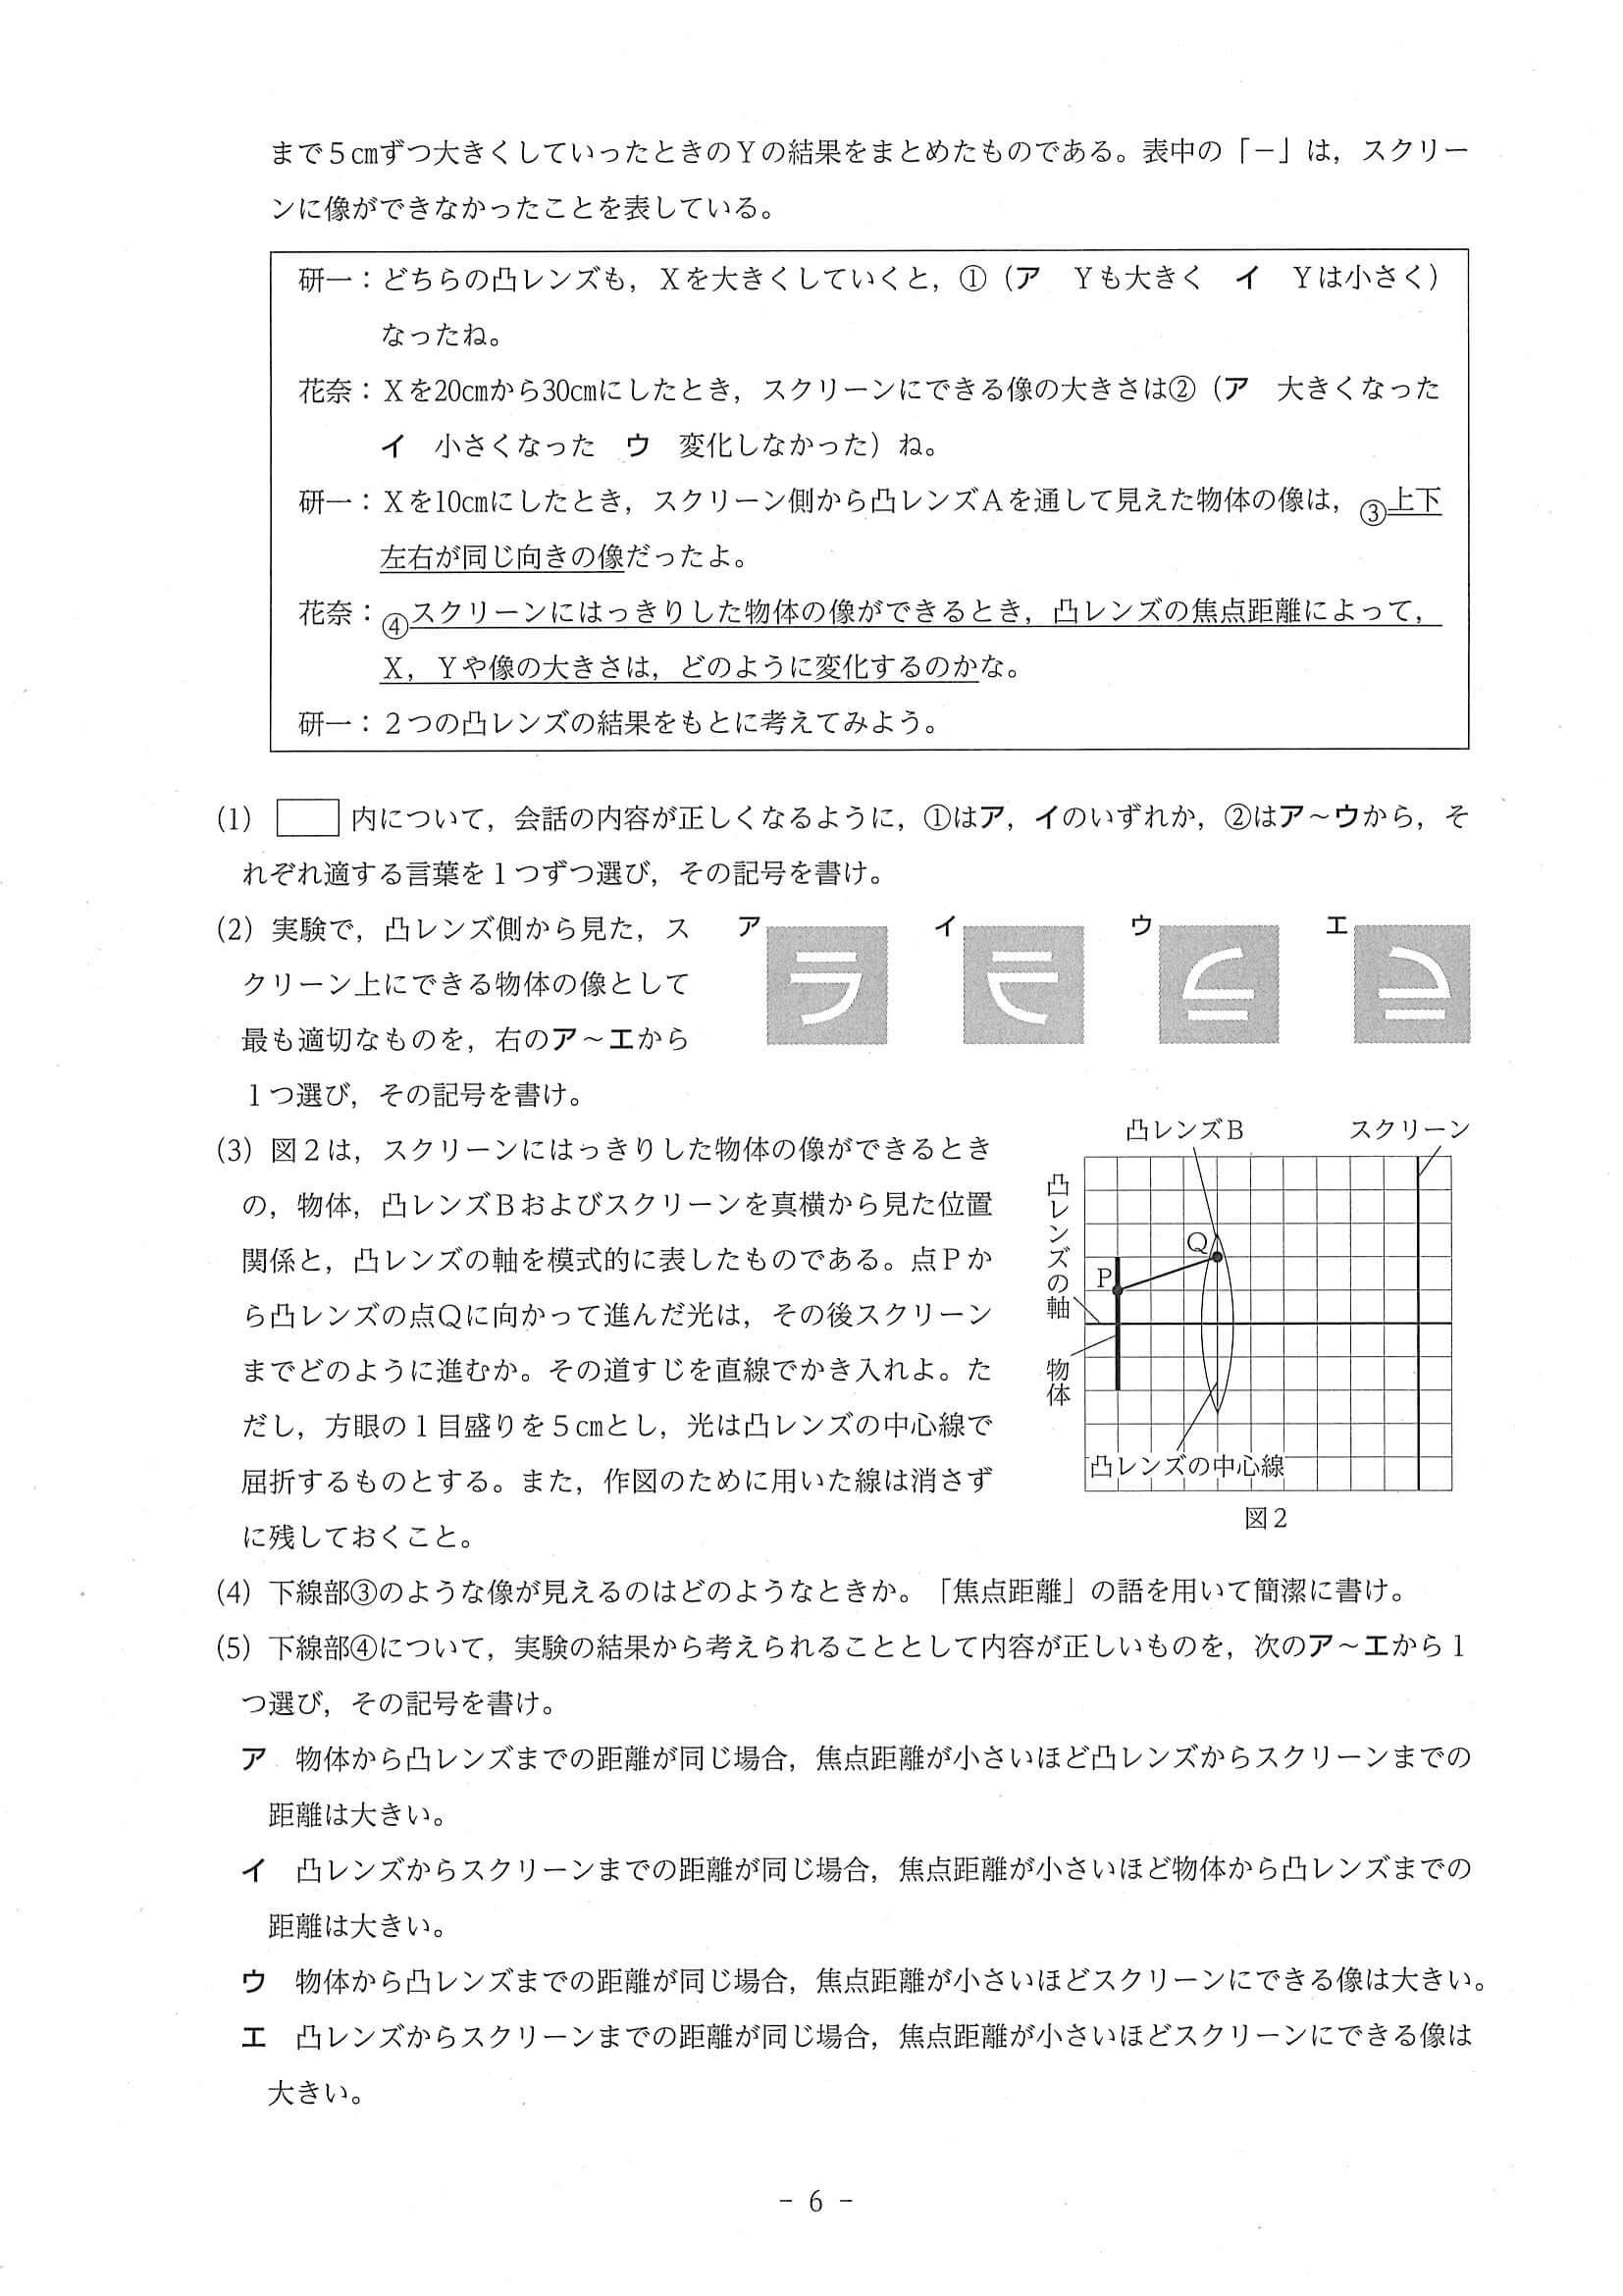 まで5㎝ずつ大きくしていったときのＹの結果をまとめたものである。表中の「－」は，スクリー
ンに像ができなかったことを表している。
研一：どちらの凸レンズも，Ｘを大きくしていくと，①（ア　Ｙも大きく　イ　Ｙは小さく）
なったね。
花奈：Ｘを20㎝から30㎝にしたとき，スクリーンにできる像の大きさは②（ア　大きくなった
イ　小さくなった　ウ　変化しなかった）ね。
研一：Ｘを10㎝にしたとき，スクリーン側から凸レンズＡを通して見えた物体の像は，③上下
左右が同じ向きの像だったよ。
花奈：④スクリーンにはっきりした物体の像ができるとき，凸レンズの焦点距離によって，
Ｘ，Ｙや像の大きさは，どのように変化するのかな。
研一：２つの凸レンズの結果をもとに考えてみよう。
(1)　　　内について，会話の内容が正しくなるように，①はア，イのいずれか，②はア～ウから，そ
れぞれ適する言葉を１つずつ選び，その記号を書け。
(2) 実験で，凸レンズ側から見た，ス
クリーン上にできる物体の像として
最も適切なものを，右のア～エから
１つ選び，その記号を書け。
ア　イ　ウ　エ
(3) 図２は，スクリーンにはっきりした物体の像ができるとき
の，物体，凸レンズＢおよびスクリーンを真横から見た位置
関係と，凸レンズの軸を模式的に表したものである。点Ｐか
ら凸レンズの点Ｑに向かって進んだ光は，その後スクリーン
までどのように進むか。その道すじを直線でかき入れよ。た
だし，方眼の１目盛りを５㎝とし，光は凸レンズの中心線で
屈折するものとする。また，作図のために用いた線は消さず
に残しておくこと。
凸レンズＢ
スクリーン
凸レンズの軸
Ｑ
Ｐ
物体
凸レンズの中心線
図２
(4) 下線部③のような像が見えるのはどのようなときか。「焦点距離」の語を用いて簡潔に書け。
(5) 下線部④について，実験の結果から考えられることとして内容が正しいものを，次のア～エから１
つ選び，その記号を書け。
ア　物体から凸レンズまでの距離が同じ場合，焦点距離が小さいほど凸レンズからスクリーンまでの
距離は大きい。
イ　凸レンズからスクリーンまでの距離が同じ場合，焦点距離が小さいほど物体から凸レンズまでの
距離は大きい。
ウ　物体から凸レンズまでの距離が同じ場合，焦点距離が小さいほどスクリーンにできる像は大きい。
エ　凸レンズからスクリーンまでの距離が同じ場合，焦点距離が小さいほどスクリーンにできる像は
大きい。
－ 6 －